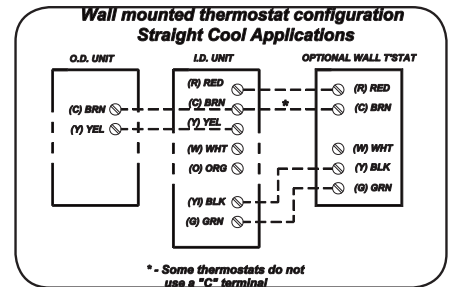 Wall mounted thermostat configuration
Straight Cool Applications
O.D. UNIT
I.D. UNIT
OPTIONAL WALL T'STAT
(C) BRN
(Y) YEL
(R) RED
(C) BRN
(Y) YEL
(W) WHT
(O) ORG
(YI) BLK
(G) GRN
*
(R) RED
(C) BRN
(W) WHT
(Y) BLK
(G) GRN
* - Some thermostats do not
use a "C" terminal